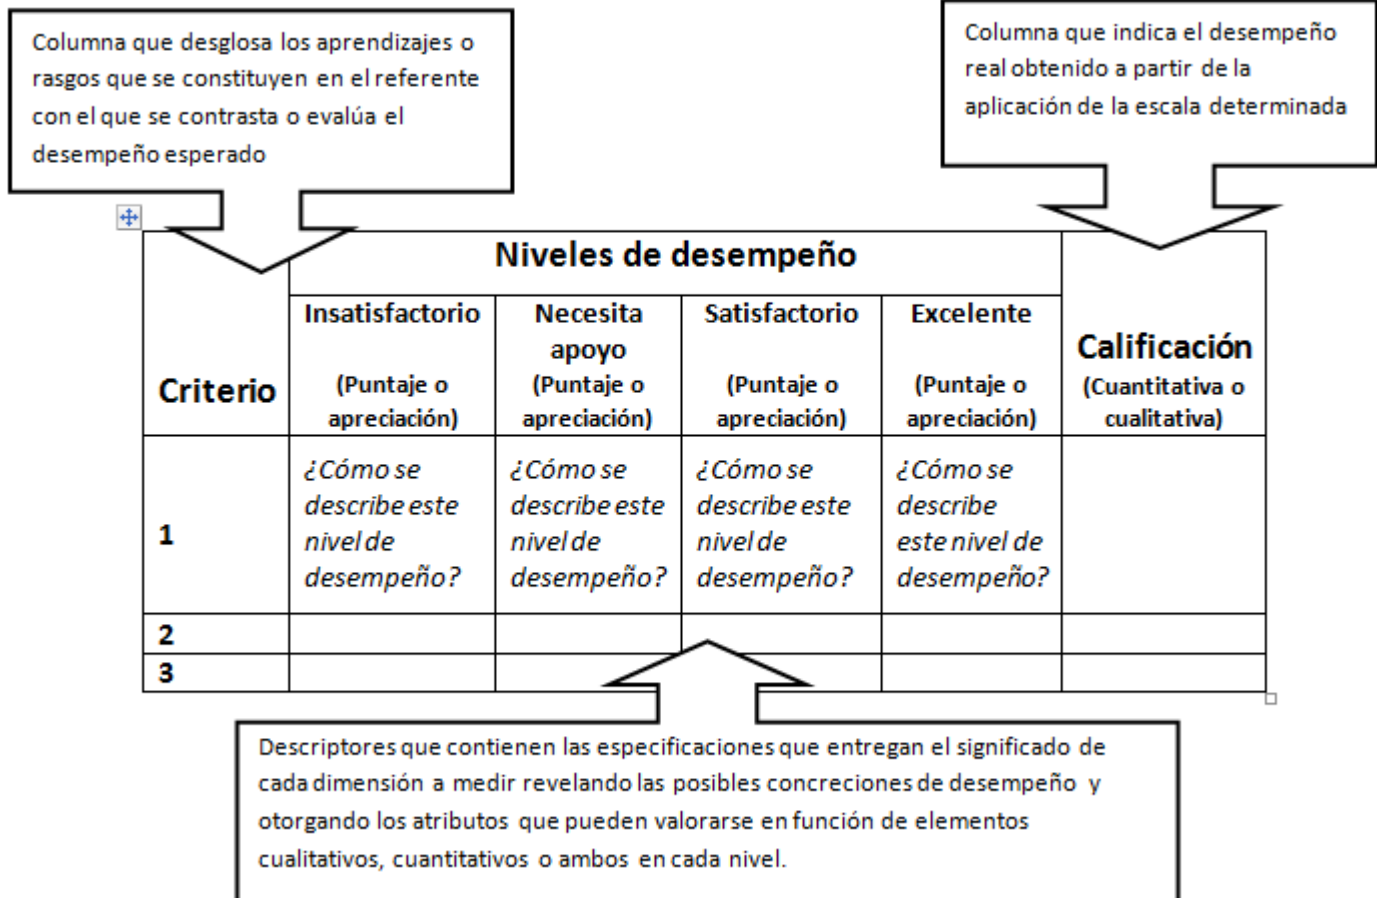 Columna que desglosa los aprendizajes o
rasgos que se constituyen en el referente
con el que se contrasta o evalúa el
desempeño esperado
Columna que indica el desempeño
real obtenido a partir de la
aplicación de la escala determinada
Niveles de desempeño
Criterio
Insatisfactorio
(Puntaje o
apreciación)
Necesita
apoyo
(Puntaje o
apreciación)
Satisfactorio
(Puntaje o
apreciación)
Excelente
(Puntaje o
apreciación)
Calificación
(Cuantitativa o
cualitativa)
1
¿Cómo se
describe este
nivel de
desempeño?
¿Cómo se
describe este
nivel de
desempeño?
¿Cómo se
describe este
nivel de
desempeño?
¿Cómo se
describe
este nivel de
desempeño?
2
3
Descriptores que contienen las especificaciones que entregan el significado de
cada dimensión a medir revelando las posibles concreciones de desempeño y
otorgando los atributos que pueden valorarse en función de elementos
cualitativos, cuantitativos o ambos en cada nivel.